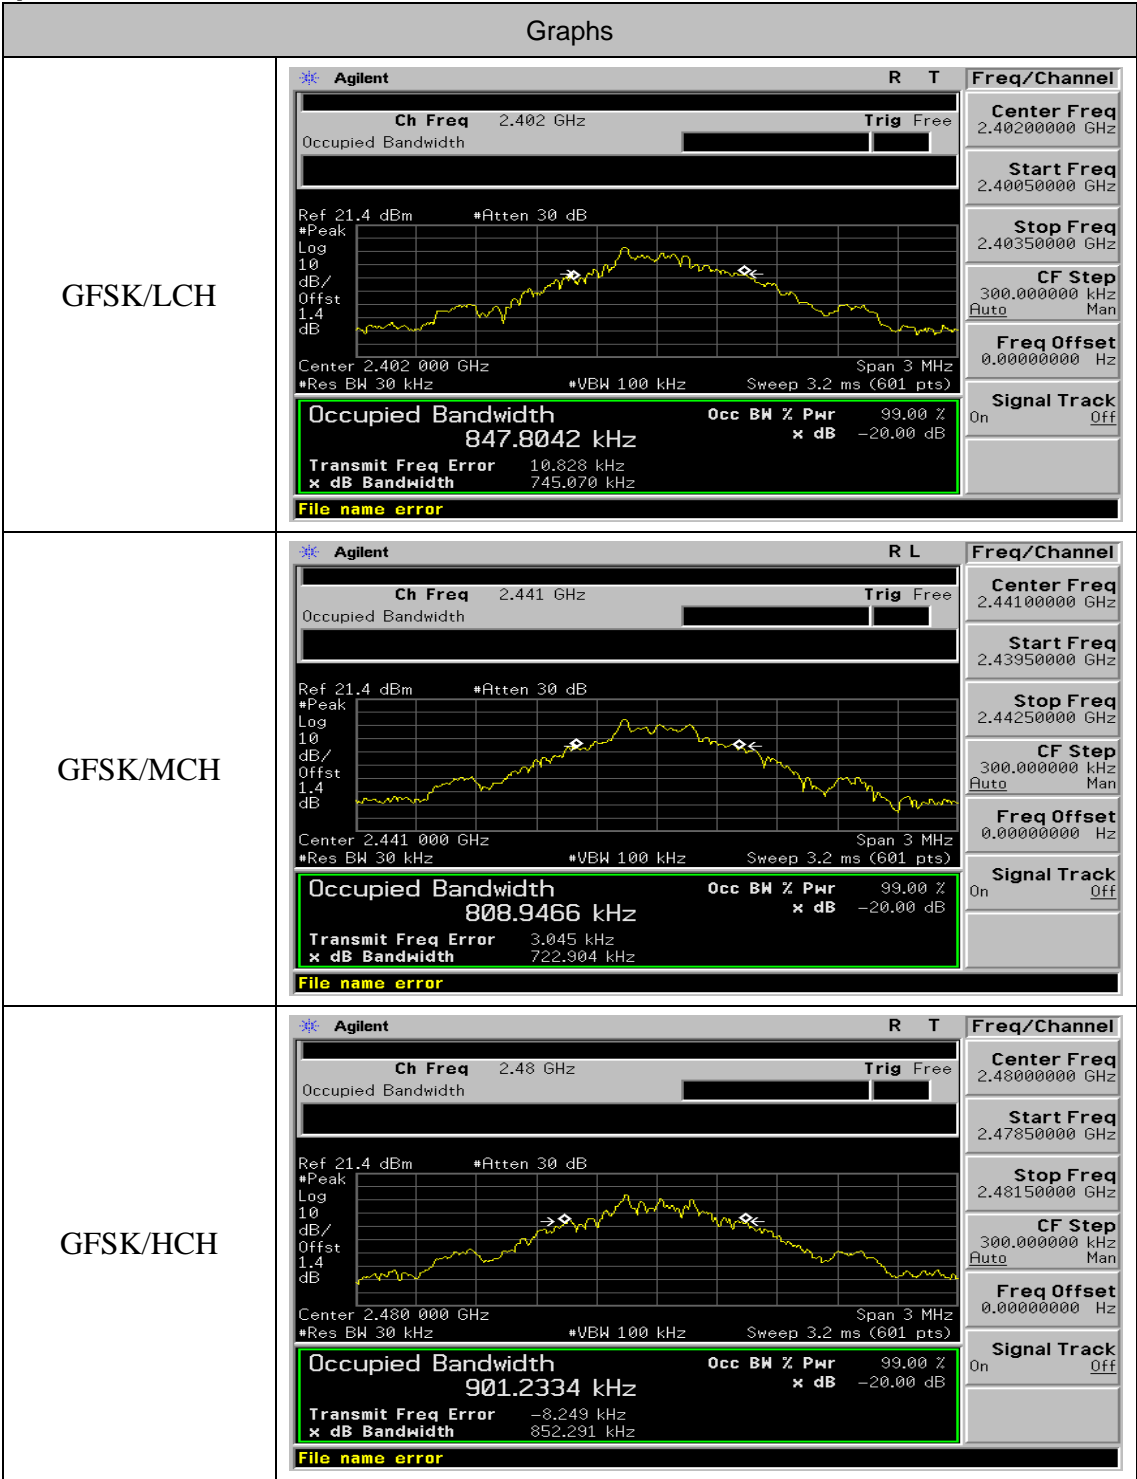 Graphs
GFSK/LCH
Agilent R T Freq/Channel
Ch Freq 2.402 GHz Trig Free
Occupied Bandwidth
Center Freq
2.40200000 GHz
Start Freq
2.40050000 GHz
Stop Freq
2.40350000 GHz
CF Step
300.000000 kHz
Auto Man
Freq Offset
0.00000000 Hz
Signal Track
On Off
Ref 21.4 dBm #Atten 30 dB
#Peak
Log
10
dB/
Offst
1.4
dB
Center 2.402 000 GHz Span 3 MHz
#Res BW 30 kHz #VBW 100 kHz Sweep 3.2 ms (601 pts)
Occupied Bandwidth Occ BW % Pwr 99.00 %
847.8042 kHz x dB -20.00 dB
Transmit Freq Error 10.828 kHz
x dB Bandwidth 745.070 kHz
File name error
GFSK/MCH
Agilent R L Freq/Channel
Ch Freq 2.441 GHz Trig Free
Occupied Bandwidth
Center Freq
2.44100000 GHz
Start Freq
2.43950000 GHz
Stop Freq
2.44250000 GHz
CF Step
300.000000 kHz
Auto Man
Freq Offset
0.00000000 Hz
Signal Track
On Off
Ref 21.4 dBm #Atten 30 dB
#Peak
Log
10
dB/
Offst
1.4
dB
Center 2.441 000 GHz Span 3 MHz
#Res BW 30 kHz #VBW 100 kHz Sweep 3.2 ms (601 pts)
Occupied Bandwidth Occ BW % Pwr 99.00 %
808.9466 kHz x dB -20.00 dB
Transmit Freq Error 3.045 kHz
x dB Bandwidth 722.904 kHz
File name error
GFSK/HCH
Agilent R T Freq/Channel
Ch Freq 2.48 GHz Trig Free
Occupied Bandwidth
Center Freq
2.48000000 GHz
Start Freq
2.47850000 GHz
Stop Freq
2.48150000 GHz
CF Step
300.000000 kHz
Auto Man
Freq Offset
0.00000000 Hz
Signal Track
On Off
Ref 21.4 dBm #Atten 30 dB
#Peak
Log
10
dB/
Offst
1.4
dB
Center 2.480 000 GHz Span 3 MHz
#Res BW 30 kHz #VBW 100 kHz Sweep 3.2 ms (601 pts)
Occupied Bandwidth Occ BW % Pwr 99.00 %
901.2334 kHz x dB -20.00 dB
Transmit Freq Error -8.249 kHz
x dB Bandwidth 852.291 kHz
File name error